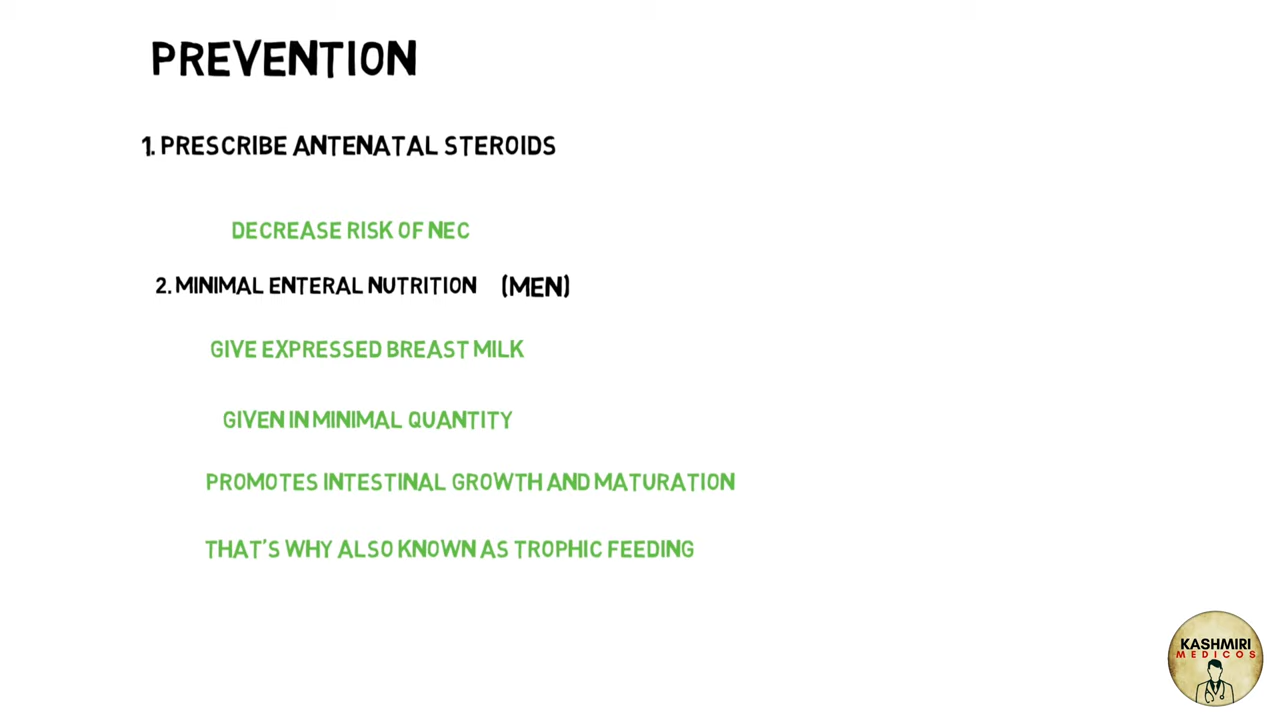 PREVENTION
1. PRESCRIBE ANTENATAL STEROIDS
DECREASE RISK OF NEC
2. MINIMAL ENTERAL NUTRITION (MEN)
GIVE EXPRESSED BREAST MILK
GIVEN IN MINIMAL QUANTITY
PROMOTES INTESTINAL GROWTH AND MATURATION
THAT'S WHY ALSO KNOWN AS TROPHIC FEEDING
KASHMIRI
MEDICOS